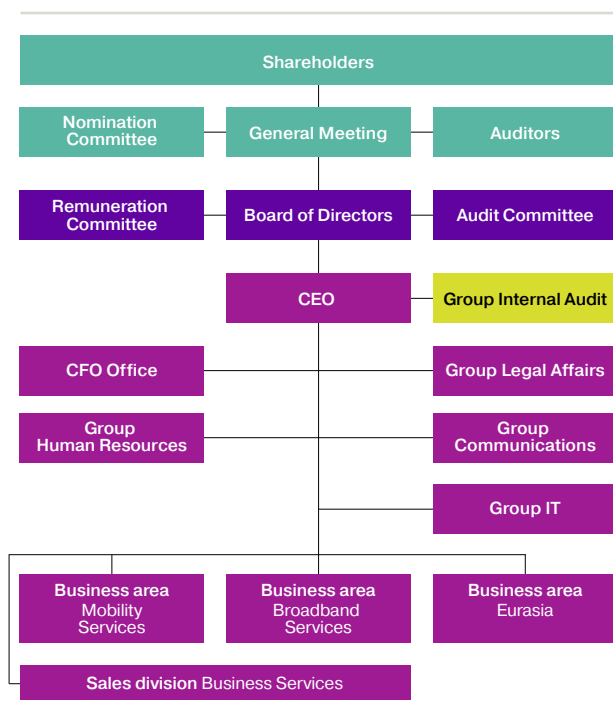 Shareholders
Nomination
Committee
General Meeting
Auditors
Remuneration
Committee
Board of Directors
Audit Committee
CEO
Group Internal Audit
CFO Office
Group Legal Affairs
Group
Human Resources
Group
Communications
Group IT
Business area
Mobility
Services
Business area
Broadband
Services
Business area
Eurasia
Sales division Business Services